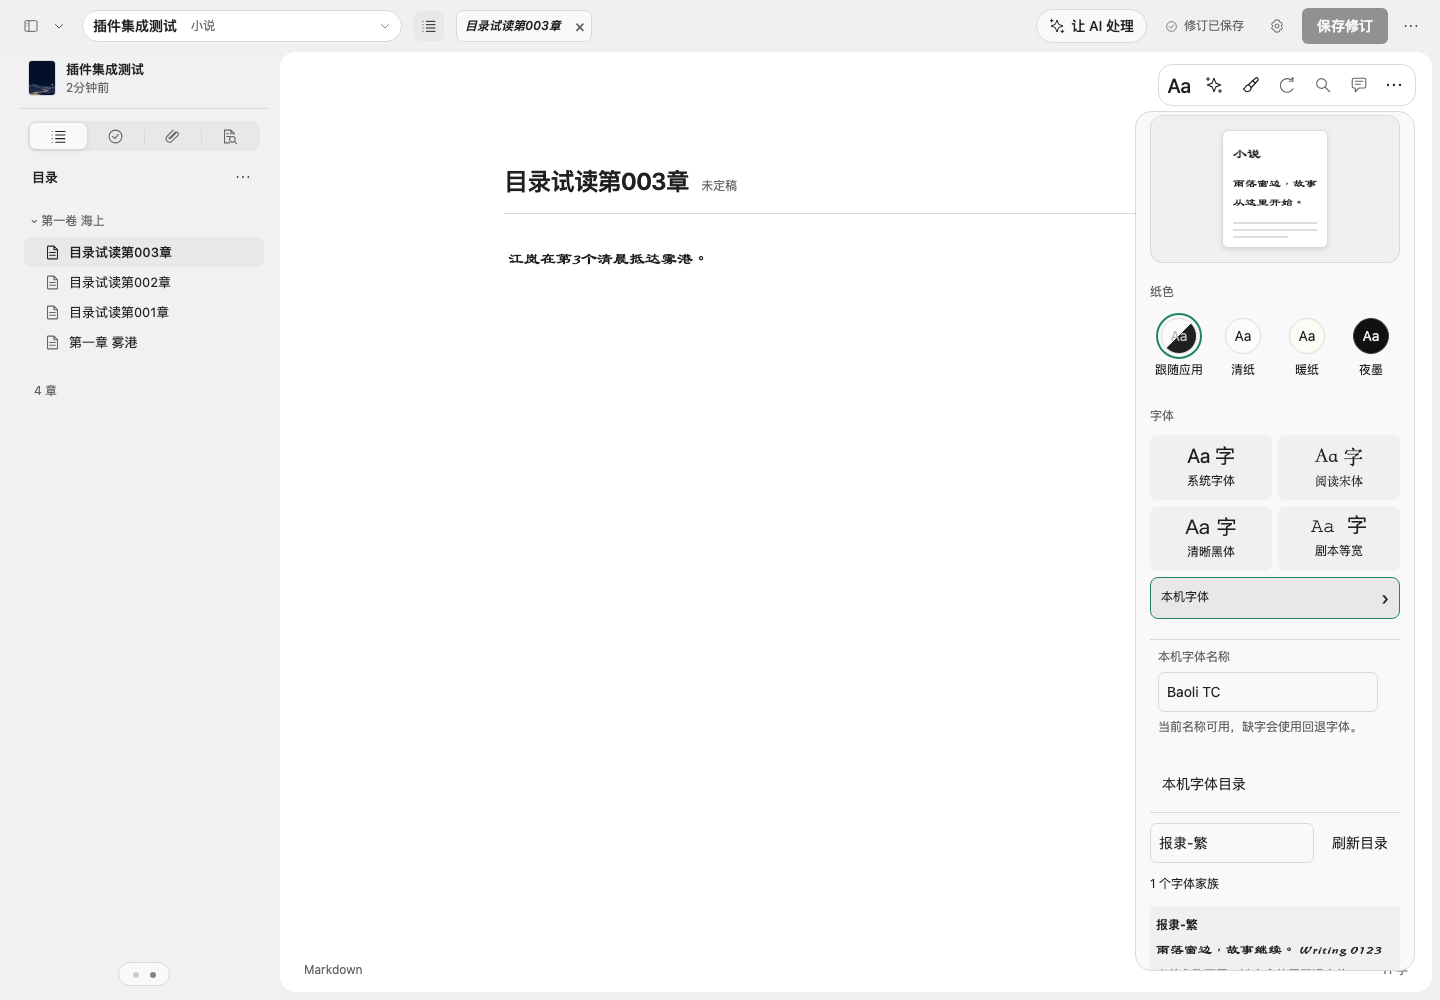 插件集成测试 小说
目录试读第003章
让 AI 处理
修订已保存
保存修订
插件集成测试
2分钟前
目录
第一卷 海上
目录试读第003章
目录试读第002章
目录试读第001章
第一章 雾港
4 章
目录试读第003章 未定稿
江岚在第3个清晨抵达雾港。
Markdown
Aa
小说
雨落窗边，故事
从这里开始。
纸色
Aa Aa Aa Aa
跟随应用 清纸 暖纸 夜墨
字体
Aa 字 Aa 字
系统字体 阅读宋体
Aa 字 Aa 字
清晰黑体 剧本等宽
本机字体
本机字体名称
Baoli TC
当前名称可用，缺字会使用回退字体。
本机字体目录
报隶-繁 刷新目录
1 个字体家族
报隶-繁
雨落窗边，故事继续。Writing 0123